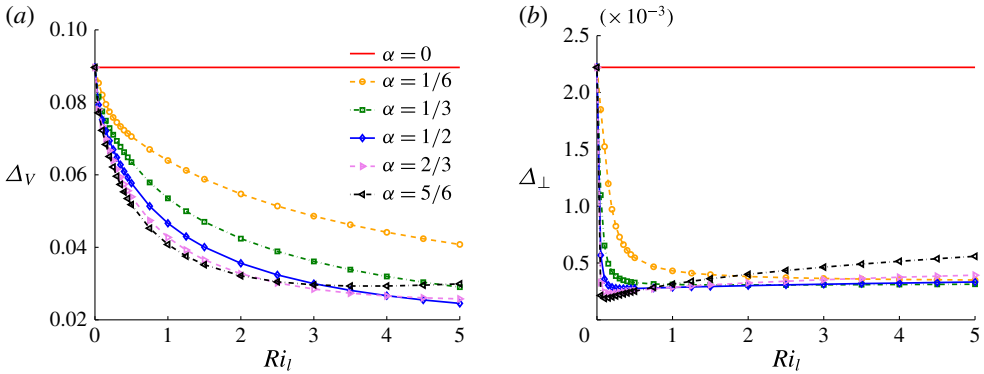 (a)
0.10
0.08
0.06
0.04
0.02
Δ_V
0 1 2 3 4 5
Ri_l
α = 0
α = 1/6
α = 1/3
α = 1/2
α = 2/3
α = 5/6
(b)
(× 10⁻³)
2.5
2.0
1.5
1.0
0.5
Δ_⊥
0 1 2 3 4 5
Ri_l